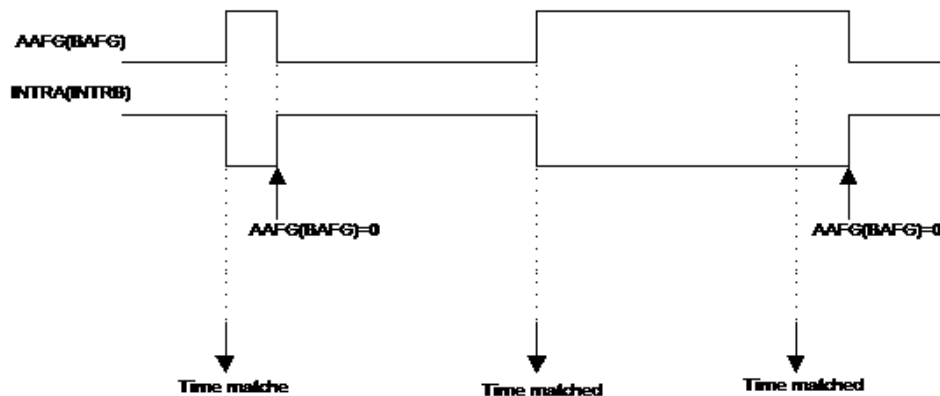 AAFG(BAFG)
INTRA(INTRB)
AAFG(BAFG)=0
AAFG(BAFG)=0
Time matche
Time matched
Time matched